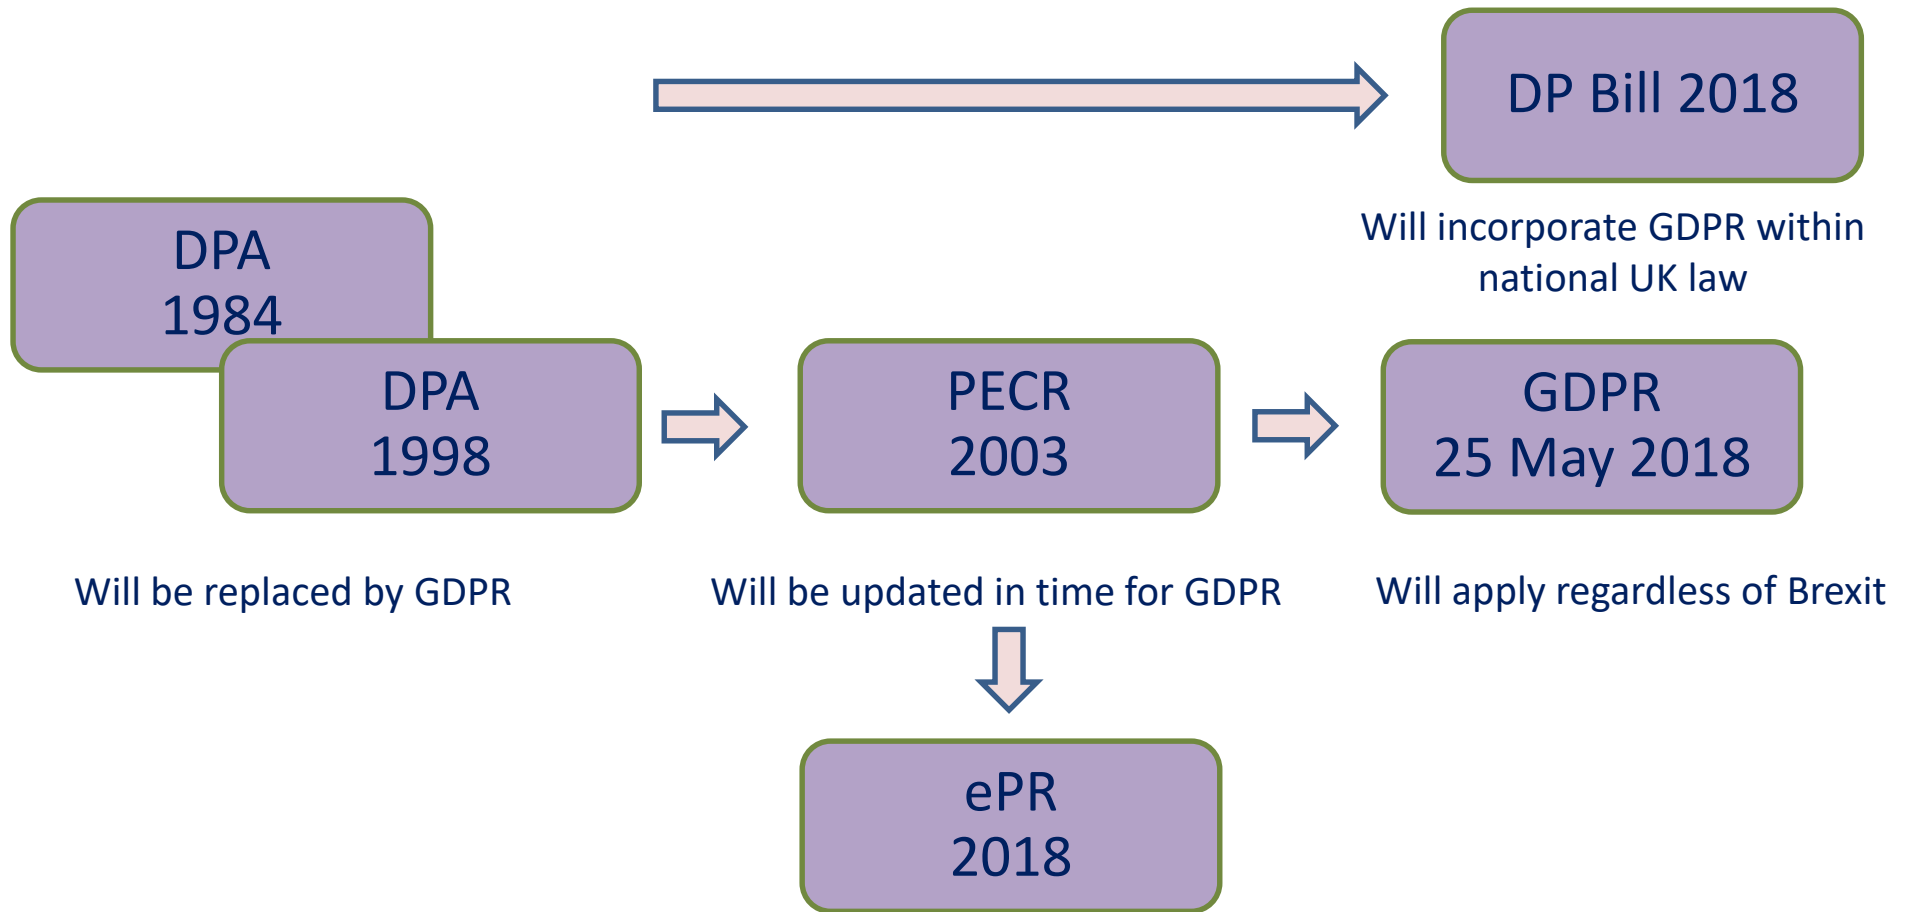 DP Bill 2018
Will incorporate GDPR within
national UK law
DPA
1984
DPA
1998
Will be replaced by GDPR
PECR
2003
Will be updated in time for GDPR
GDPR
25 May 2018
Will apply regardless of Brexit
ePR
2018